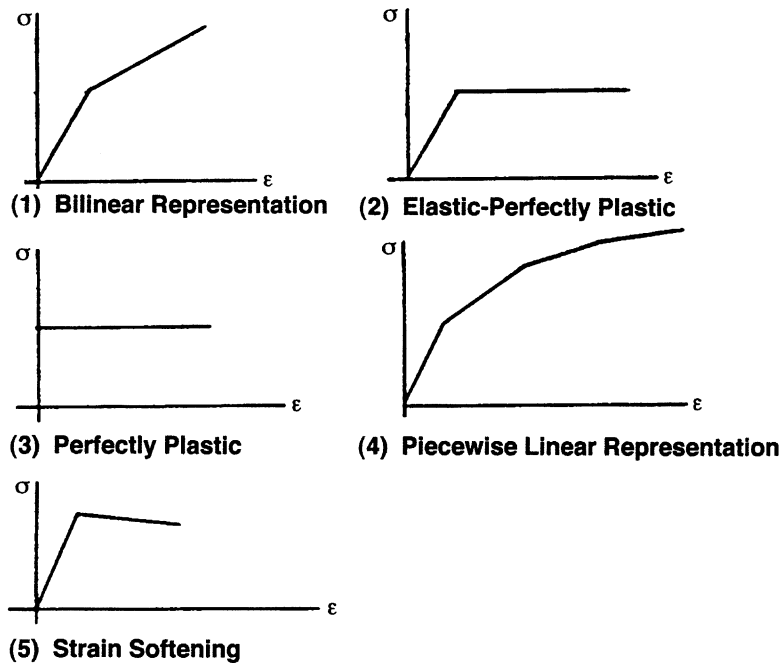 σ
σ
ε
ε
(1) Bilinear Representation
(2) Elastic-Perfectly Plastic
σ
σ
ε
ε
(3) Perfectly Plastic
(4) Piecewise Linear Representation
σ
ε
(5) Strain Softening